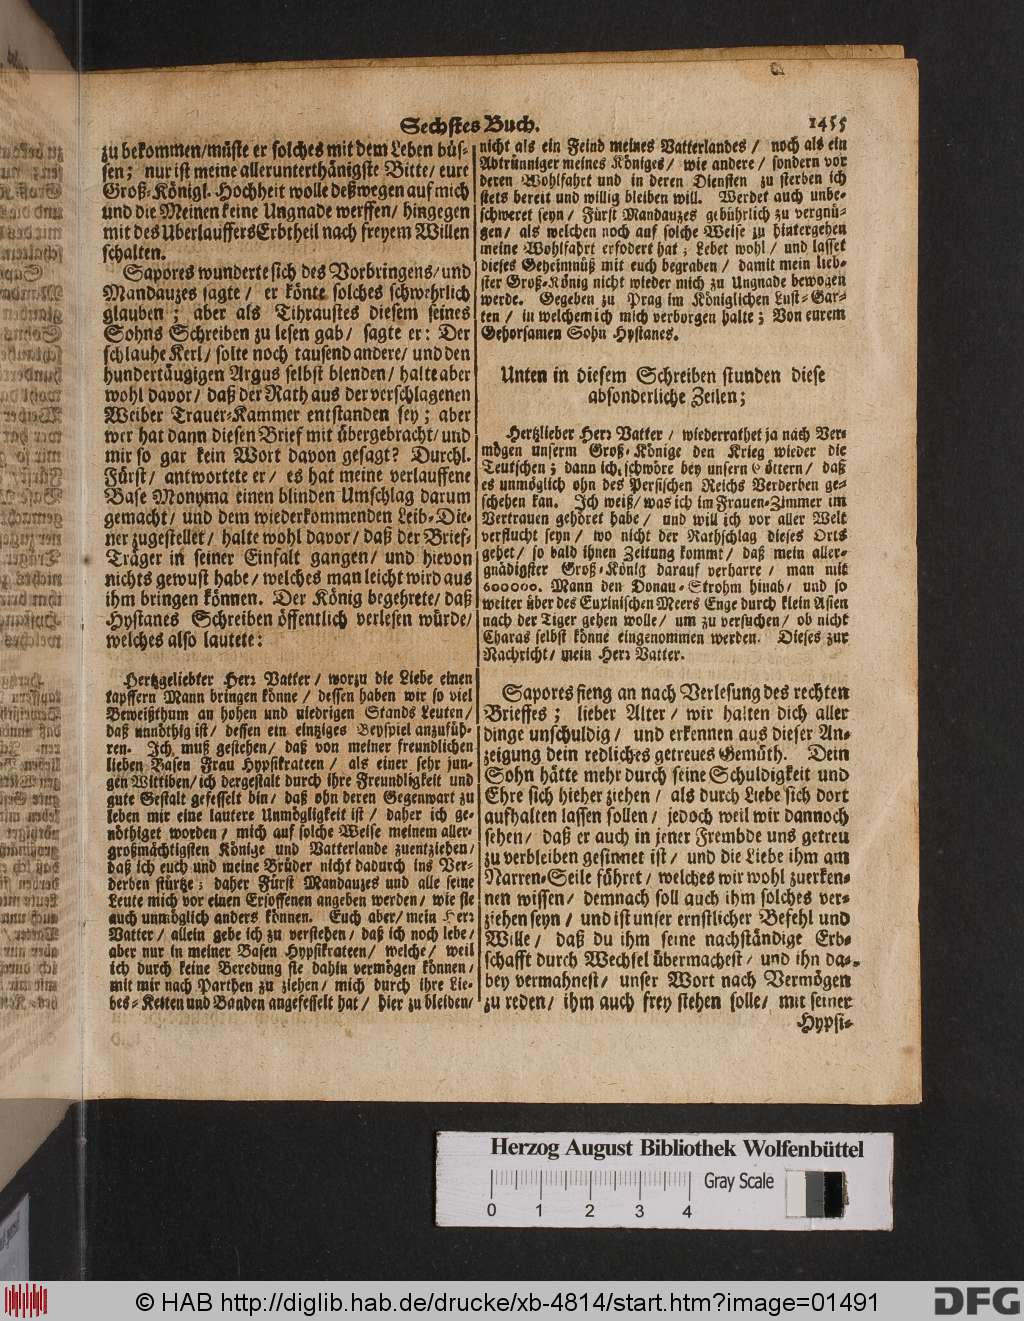 Sechstes Buch. 1455
zu bekommen/müste er solches mit dem Leben büs-
sen; nur ist meine allerunterthänigste Bitte/ eure
Groß-Königl. Hochheit wolle deßwegen auf mich
und die Meinen keine Ungnade werffen/ hingegen
mit des Uberlauffers Erbtheil nach freyem Willen
schalten.
Sapores wunderte sich des Vorbringens/ und
Mandauzes sagte/ er könte solches schwehrlich
glauben; aber als Tihraustes diesem seines
Sohns Schreiben zu lesen gab/ sagte er: Der
schlauhe Kerl/ solte noch tausend andere/ und den
hundertäugigen Argus selbst blenden/ halte aber
wohl davor/ daß der Rath aus der verschlagenen
Weiber Trauer-Kammer entstanden sey; aber
wer hat dann diesen Brief mit übergebracht/ und
mir so gar kein Wort davon gesagt? Durchl.
Fürst/ antwortete er/ es hat meine verlauffene
Base Monyma einen blinden Umschlag darum
gemacht/ und dem wiederkommenden Leib-Die-
ner zugestellet/ halte wohl davor/ daß der Brief-
Träger in seiner Einfalt gangen/ und hievon
nichts gewust habe/ welches man leicht wird aus
ihm bringen können. Der König begehrete/ daß
Hystanes Schreiben öffentlich verlesen würde/
welches also lautete:
Hertzgeliebter Herr Vatter/ worzu die Liebe einen
tapffern Mann bringen könne/ dessen haben wir so viel
Beweißthum an hohen und niedrigen Stands Leuten/
daß unnöthig ist/ dessen ein eintziges Beyspiel anzufüh-
ren. Ich muß gestehen/ daß von meiner freundlichen
lieben Basen Frau Hypsikrateen/ als einer sehr jun-
gen Wittiben/ ich dergestalt durch ihre Freundligkeit und
gute Gestalt gefesselt bin/ daß ohn deren Gegenwart zu
leben mir eine lautere Unmögligkeit ist/ daher ich ge-
nöthiget worden/ mich auf solche Weise meinem aller-
großmächtigsten Könige und Vatterlande zuentziehen/
daß ich euch und meine Brüder nicht dadurch ins Ver-
derben stürtze; daher Fürst Mandauzes und alle seine
Leute mich vor einen Ersoffenen angeben werden/ wie sie
auch unmöglich anders können. Euch aber/ mein Herr
Vatter/ allein gebe ich zu verstehen/ daß ich noch lebe/
aber nur in meiner Basen Hypsikrateen/ welche/ weil
ich durch keine Beredung sie dahin vermögen können/
mit mir nach Parthen zu ziehen/ mich durch ihre Lie-
bes-Ketten und Banden angefesselt hat/ hier zu bleiben/
nicht als ein Feind meines Vatterlandes/ noch als ein
Abtrünniger meines Königes/ wie andere/ sondern vor
deren Wohlfahrt und in deren Diensten zu sterben ich
stets bereit und willig bleiben will. Werdet auch unbe-
schweret seyn/ Fürst Mandauzes gebührlich zu vergnü-
gen/ als welchen noch auf solche Weise zu hintergehen
meine Wohlfahrt erfodert hat; Lebet wohl/ und lasset
dieses Geheimnüß mit euch begraben/ damit mein lieb-
ster Groß-König nicht wieder mich zu Ungnade bewogen
werde. Gegeben zu Prag im Königlichen Lust-Gar-
ten/ in welchem ich mich verborgen halte; Von eurem
Gehorsamen Sohn Hystanes.
Unten in diesem Schreiben stunden diese
absonderliche Zeilen;
Hertzlieber Herr Vatter/ wiederrathet ja nach Ver-
mögen unserm Groß-Könige den Krieg wieder die
Teutschen; dann ich schwöre bey unsern Göttern/ daß
es unmöglich ohn des Persischen Reichs Verderben ge-
schehen kan. Ich weiß/ was ich im Frauen-Zimmer im
Vertrauen gehöret habe/ und will ich vor aller Welt
verflucht seyn/ wo nicht der Rathschlag dieses Orts
gehet/ so bald ihnen Zeitung kommt/ daß mein aller-
gnädigster Groß-König darauf verharre/ man mit
600000. Mann den Donau-Strohm hinab/ und so
weiter über des Euxinischen Meers Enge durch klein Asien
nach der Tiger gehen wolle/ um zu versuchen/ ob nicht
Charas selbst könne eingenommen werden. Dieses zur
Nachricht/ mein Herr Vatter.
Sapores fieng an nach Verlesung des rechten
Brieffes; lieber Alter/ wir halten dich aller
dinge unschuldig/ und erkennen aus dieser An-
zeigung dein redliches getreues Gemüth. Dein
Sohn hätte mehr durch seine Schuldigkeit und
Ehre sich hieher ziehen/ als durch Liebe sich dort
aufhalten lassen sollen/ jedoch weil wir dannoch
sehen/ daß er auch in jener Frembde uns getreu
zu verbleiben gesinnet ist/ und die Liebe ihm am
Narren-Seile führet/ welches wir wohl zuerken-
nen wissen/ demnach soll auch ihm solches ver-
ziehen seyn/ und ist unser ernstlicher Befehl und
Wille/ daß du ihm seine nachständige Erb-
schafft durch Wechsel übermachest/ und ihn da-
bey vermahnest/ unser Wort nach Vermögen
zu reden/ ihm auch frey stehen solle/ mit seiner
Hypsi-
Herzog August Bibliothek Wolfenbüttel
0 1 2 3 4 Gray Scale
© HAB http://diglib.hab.de/drucke/xb-4814/start.htm?image=01491
DFG